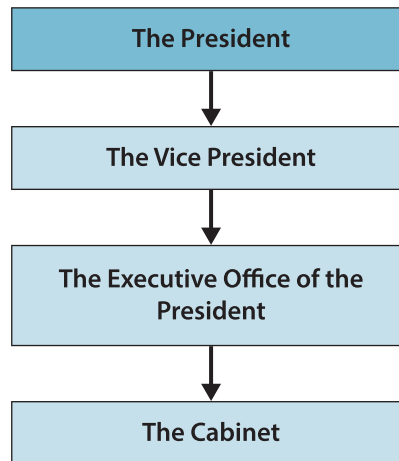 The President
The Vice President
The Executive Office of the
President
The Cabinet